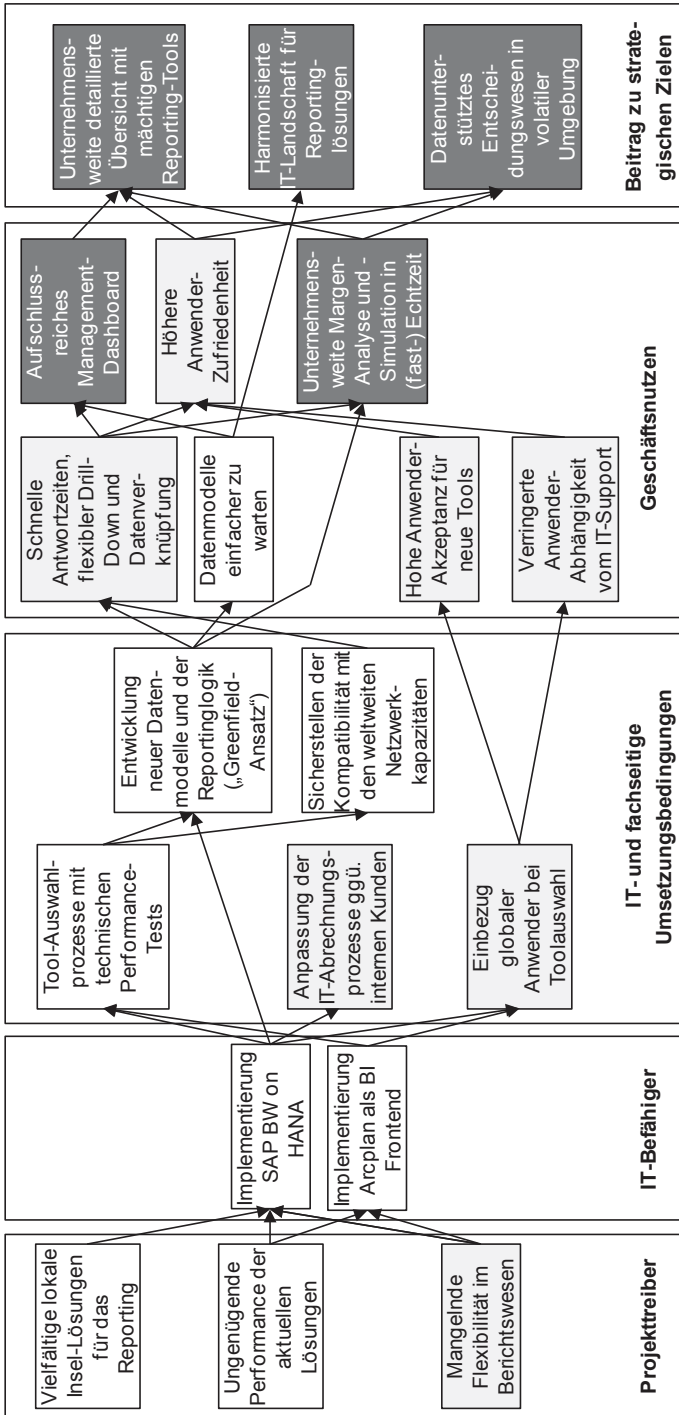 Vielfältige lokale
Insel-Lösungen
für das
Reporting
Ungenügende
Performance der
aktuellen
Lösungen
Mangelnde
Flexibilität im
Berichtswesen
Projekttreiber
Implementierung
SAP BW on
HANA
Implementierung
Arcplan als BI
Frontend
IT-Befähiger
Tool-Auswahl-
prozesse mit
technischen
Performance-
Tests
Anpassung der
IT-Abrechnungs-
prozesse ggü.
internen Kunden
Einbezug
globaler
Anwender bei
Toolauswahl
Entwicklung
neuer Daten-
modelle und der
Reportinglogik
(„Greenfield-
Ansatz“)
Sicherstellen der
Kompatibilität mit
den weltweiten
Netzwerk-
kapazitäten
IT-und fachseitige
Umsetzungsbedingungen
Schnelle
Antwortzeiten,
flexibler Drill-
Down und
Datenver-
knüpfung
Datenmodelle
einfacher zu
warten
Hohe Anwender-
Akzeptanz für
neue Tools
Verringerte
Anwender-
Abhängigkeit
vom IT-Support
Aufschluss-
reiches
Management-
Dashboard
Höhere
Anwender-
Zufriedenheit
Unternehmens-
weite Margen-
Analyse und -
Simulation in
(fast-) Echtzeit
Geschäftsnutzen
Unternehmens-
weite detaillierte
Übersicht mit
mächtigen
Reporting-Tools
Harmonisierte
IT-Landschaft für
Reporting-
lösungen
Datenunter-
stütztes
Entschei-
dungswesen in
volatiler
Umgebung
Beitrag zu strate-
gischen Zielen